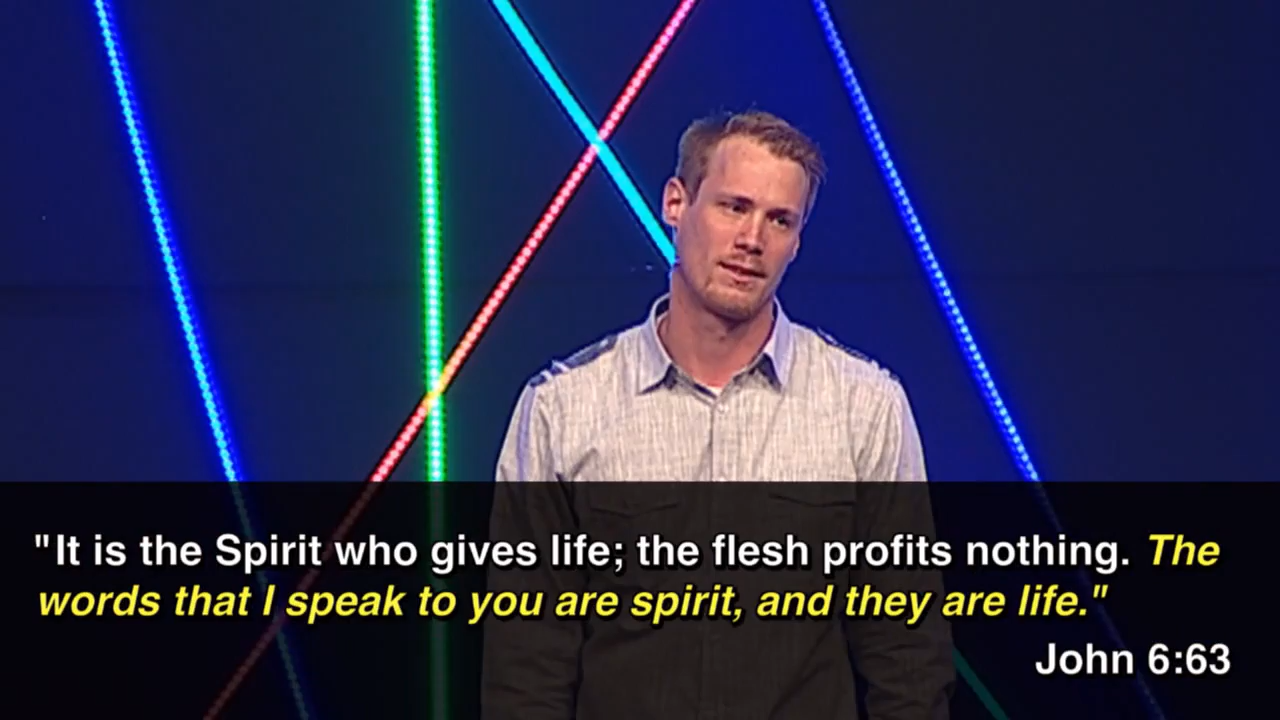 "It is the Spirit who gives life; the flesh profits nothing. The
words that I speak to you are spirit, and they are life."
John 6:63